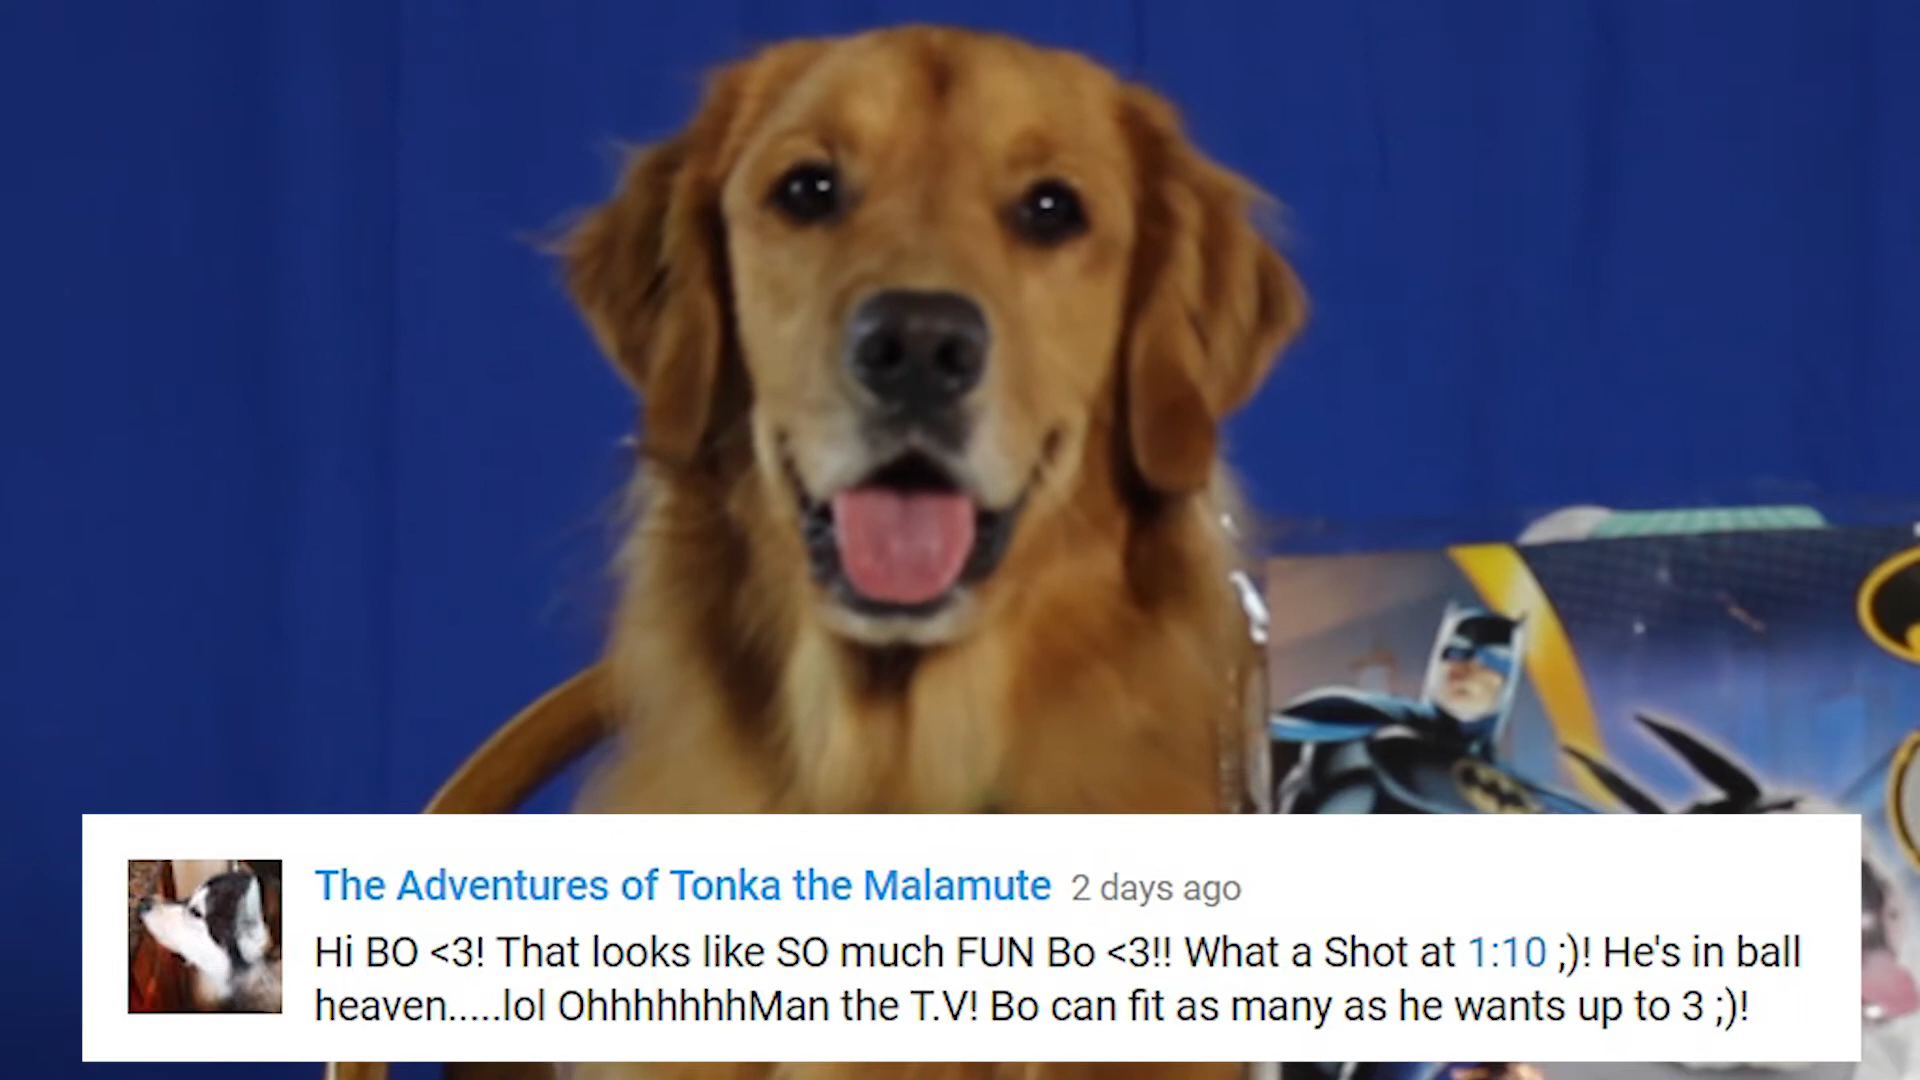 The Adventures of Tonka the Malamute 2 days ago
Hi BO <3! That looks like SO much FUN Bo <3!! What a Shot at 1:10 ;)! He's in ball
heaven.....lol OhhhhhhhMan the T.V! Bo can fit as many as he wants up to 3 ;)!